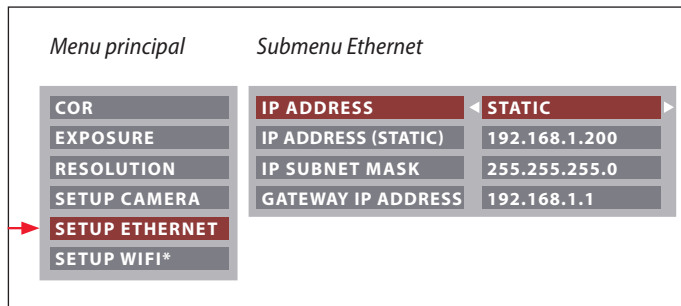 Menu principal
Submenu Ethernet
COR
EXPOSURE
RESOLUTION
SETUP CAMERA
SETUP ETHERNET
SETUP WIFI*
IP ADDRESS STATIC
IP ADDRESS (STATIC) 192.168.1.200
IP SUBNET MASK 255.255.255.0
GATEWAY IP ADDRESS 192.168.1.1